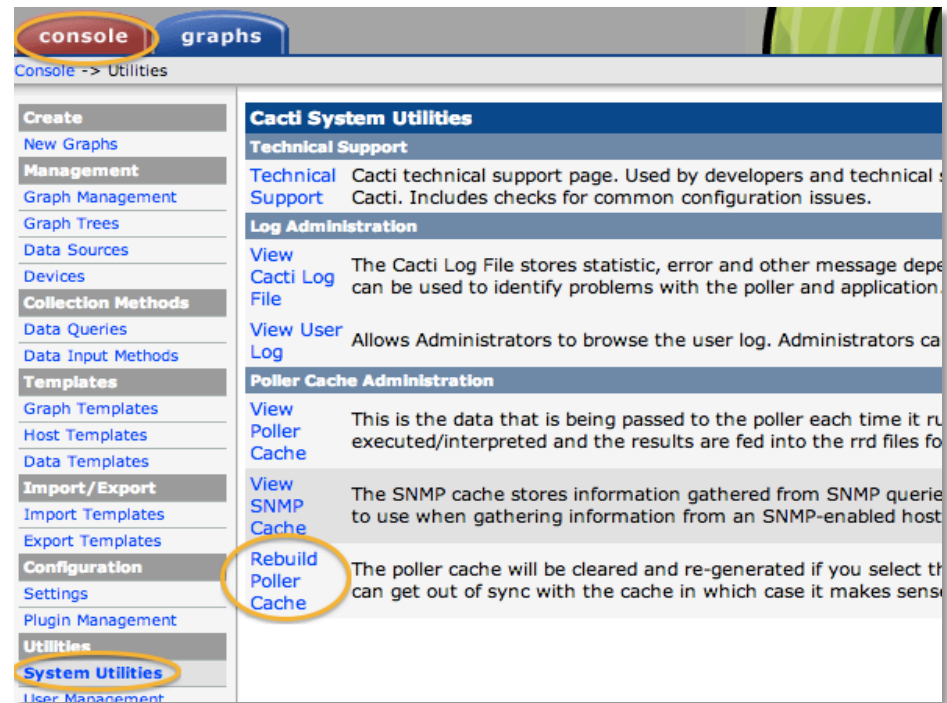 console
graphs
Console -> Utilities
Create
New Graphs
Management
Graph Management
Graph Trees
Data Sources
Devices
Collection Methods
Data Queries
Data Input Methods
Templates
Graph Templates
Host Templates
Data Templates
Import/Export
Import Templates
Export Templates
Configuration
Settings
Plugin Management
Utilities
System Utilities
User Management
Cacti System Utilities
Technical Support
Technical
Support
Cacti technical support page. Used by developers and technical
Cacti. Includes checks for common configuration issues.
Log Administration
View
Cacti Log
File
The Cacti Log File stores statistic, error and other message depe
can be used to identify problems with the poller and application.
View User
Log
Allows Administrators to browse the user log. Administrators ca
Poller Cache Administration
View
Poller
Cache
This is the data that is being passed to the poller each time it ru
executed/interpreted and the results are fed into the rrd files fo
View
SNMP
Cache
The SNMP cache stores information gathered from SNMP querie
to use when gathering information from an SNMP-enabled host
Rebuild
Poller
Cache
The poller cache will be cleared and re-generated if you select th
can get out of sync with the cache in which case it makes sens